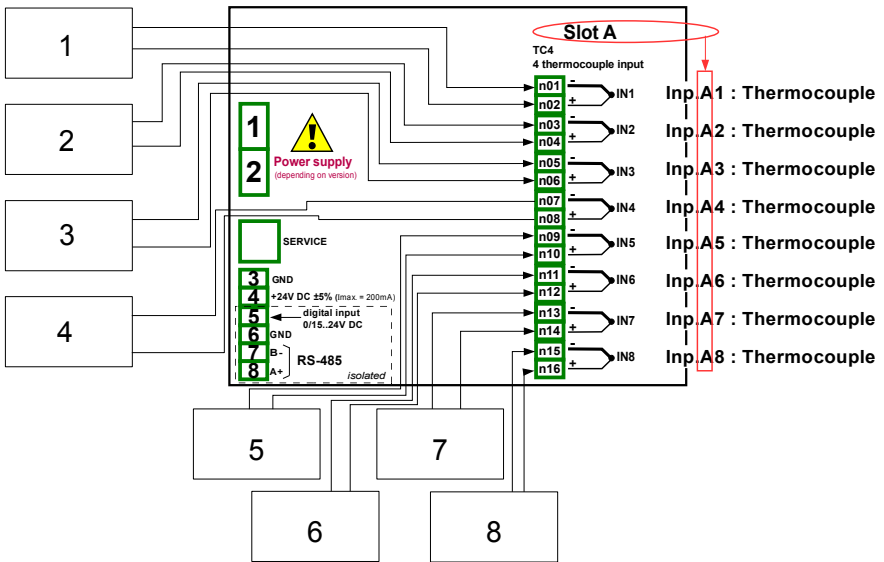 1
2
3
4
5
6
7
8
Slot A
TC4
4 thermocouple input
n01 - IN1
n02 +
n03 - IN2
n04 +
n05 - IN3
n06 +
n07 - IN4
n08 +
n09 - IN5
n10 +
n11 - IN6
n12 +
n13 - IN7
n14 +
n15 - IN8
n16 +
Inp.A1 : Thermocouple
Inp.A2 : Thermocouple
Inp.A3 : Thermocouple
Inp.A4 : Thermocouple
Inp.A5 : Thermocouple
Inp.A6 : Thermocouple
Inp.A7 : Thermocouple
Inp.A8 : Thermocouple
1
2
!
Power supply
(depending on version)
SERVICE
3 GND
4 +24V DC ±5% (Imax. = 200mA)
5 digital input
0/15..24V DC
6 GND
7 B-
RS-485
8 A+
isolated